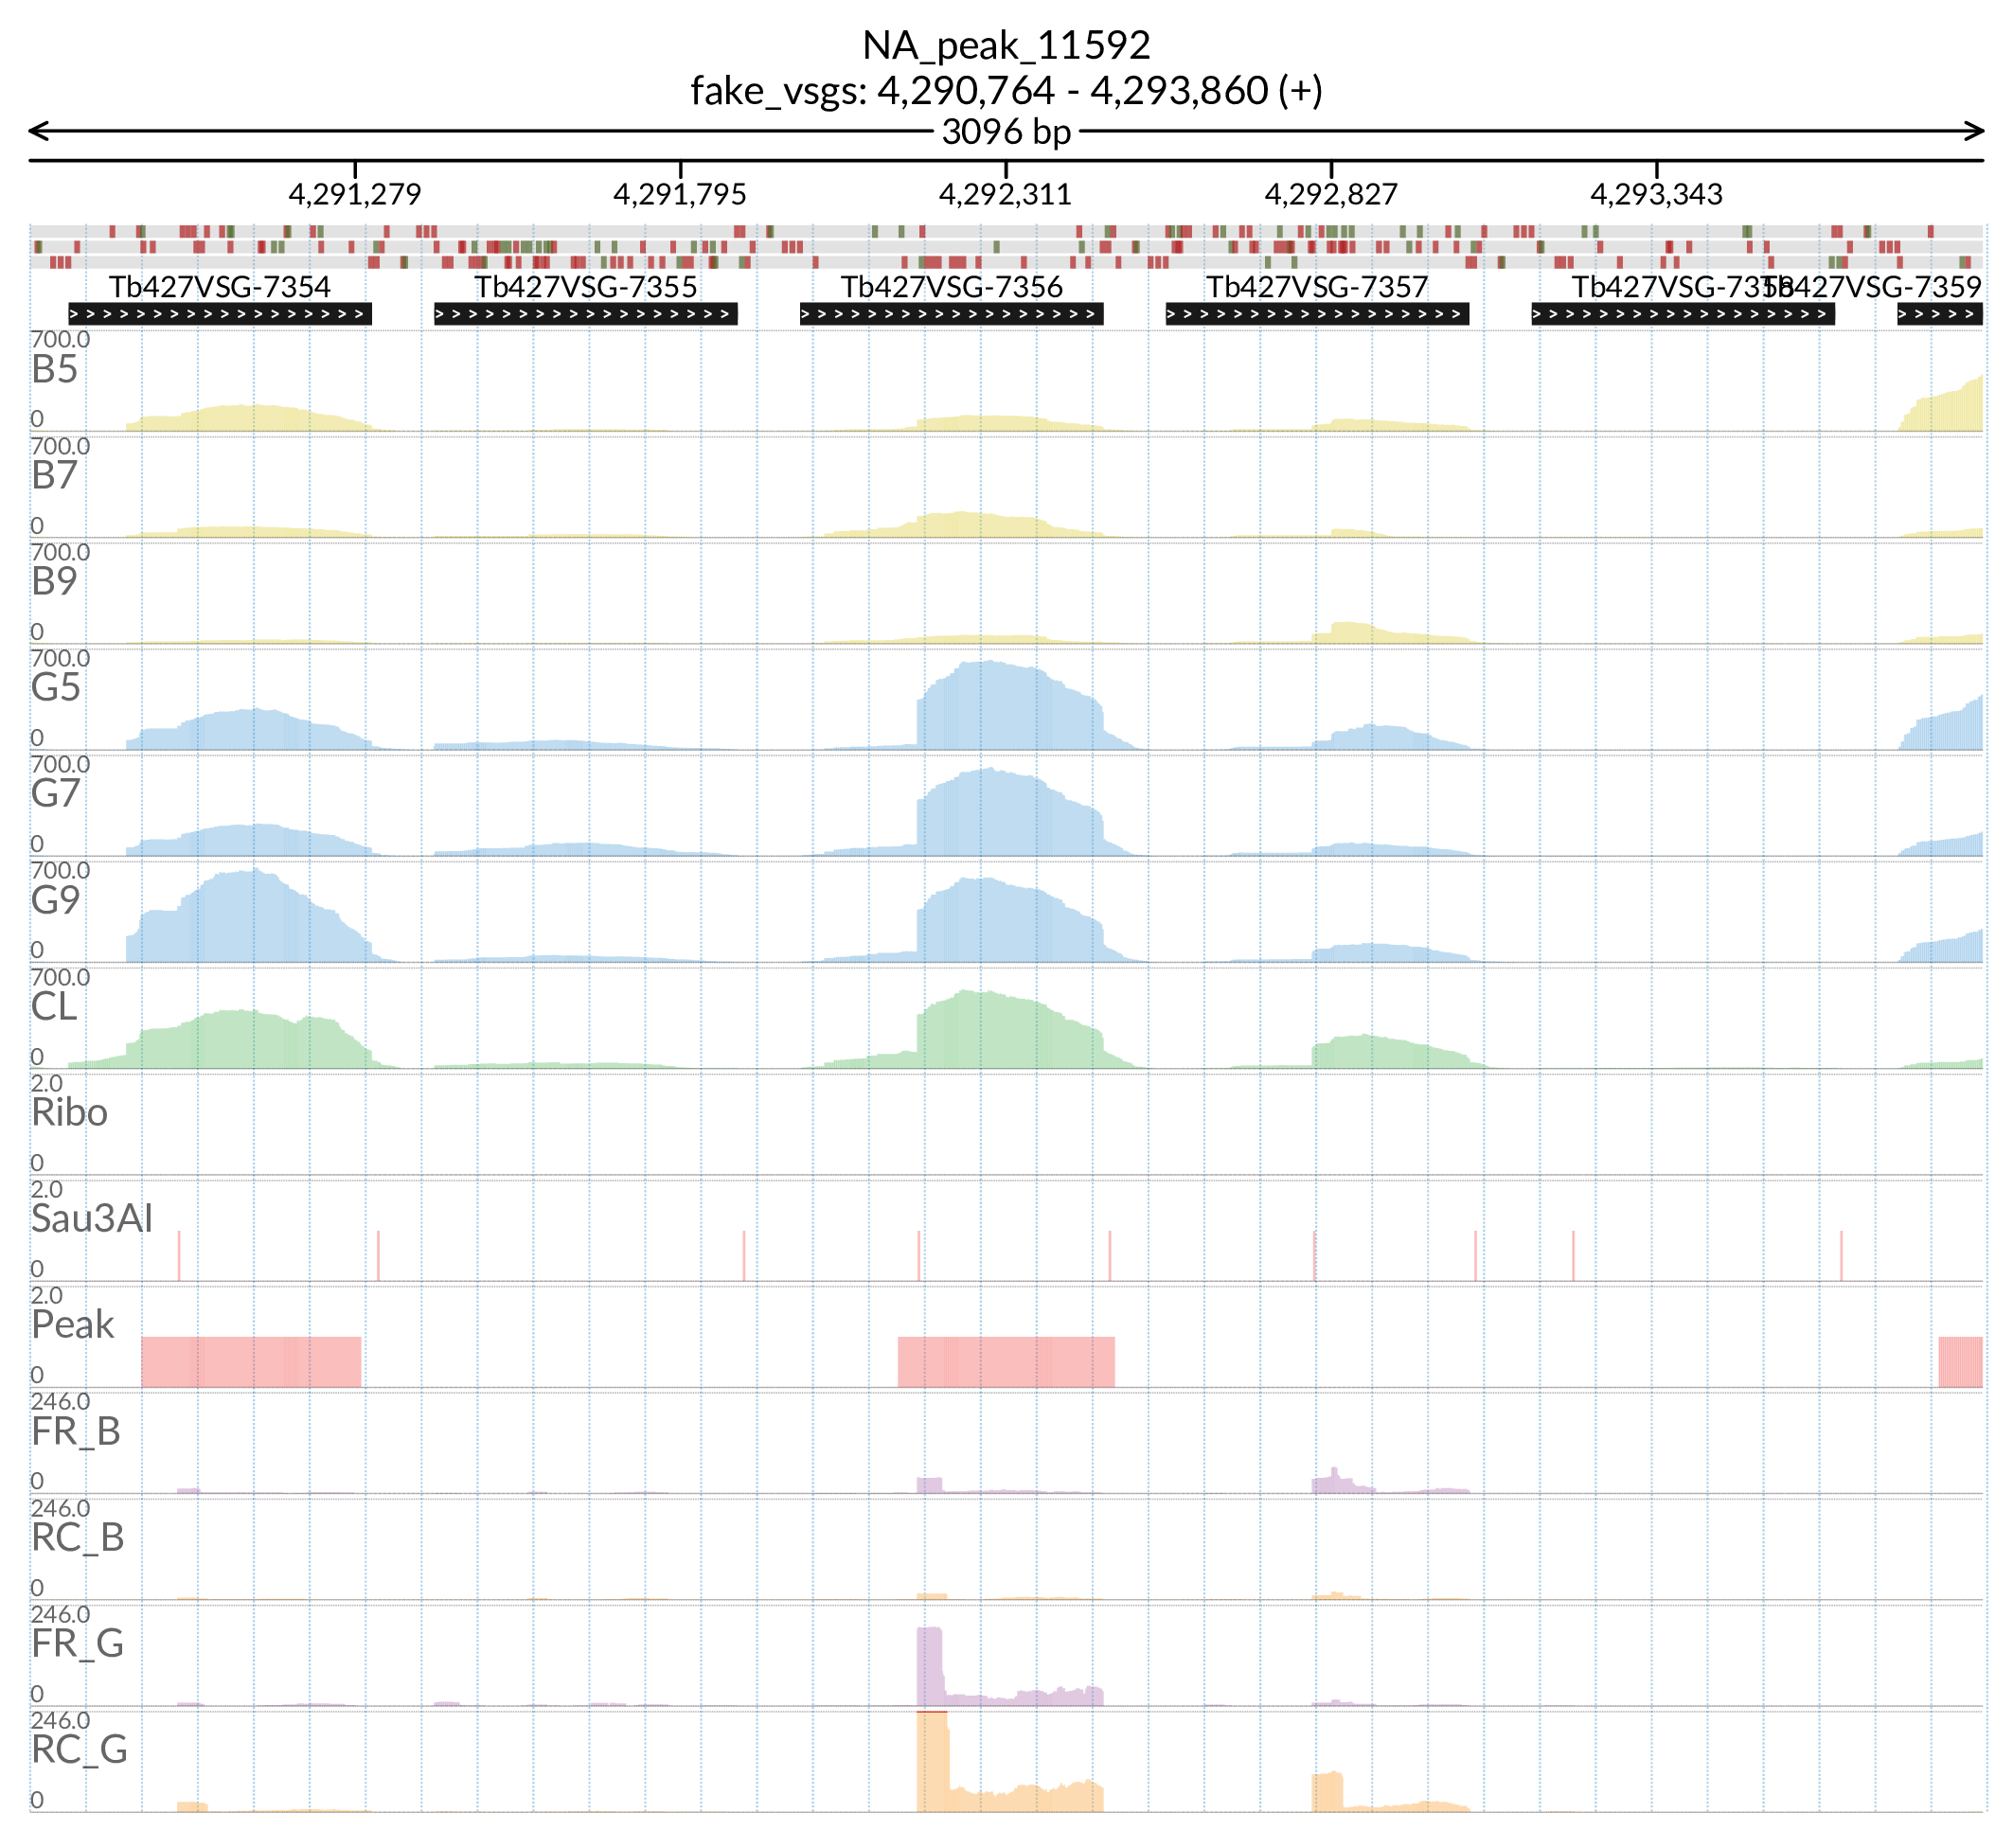 NA_peak_11592
fake_vsgs: 4,290,764 - 4,293,860 (+)
3096 bp
4,291,279 4,291,795 4,292,311 4,292,827 4,293,343
Tb427VSG-7354 Tb427VSG-7355 Tb427VSG-7356 Tb427VSG-7357 Tb427VSG-7358 Tb427VSG-7359
700.0
B5
0
700.0
B7
0
700.0
B9
0
700.0
G5
0
700.0
G7
0
700.0
G9
0
700.0
CL
0
2.0
Ribo
0
2.0
Sau3AI
0
2.0
Peak
0
246.0
FR_B
0
246.0
RC_B
0
246.0
FR_G
0
246.0
RC_G
0